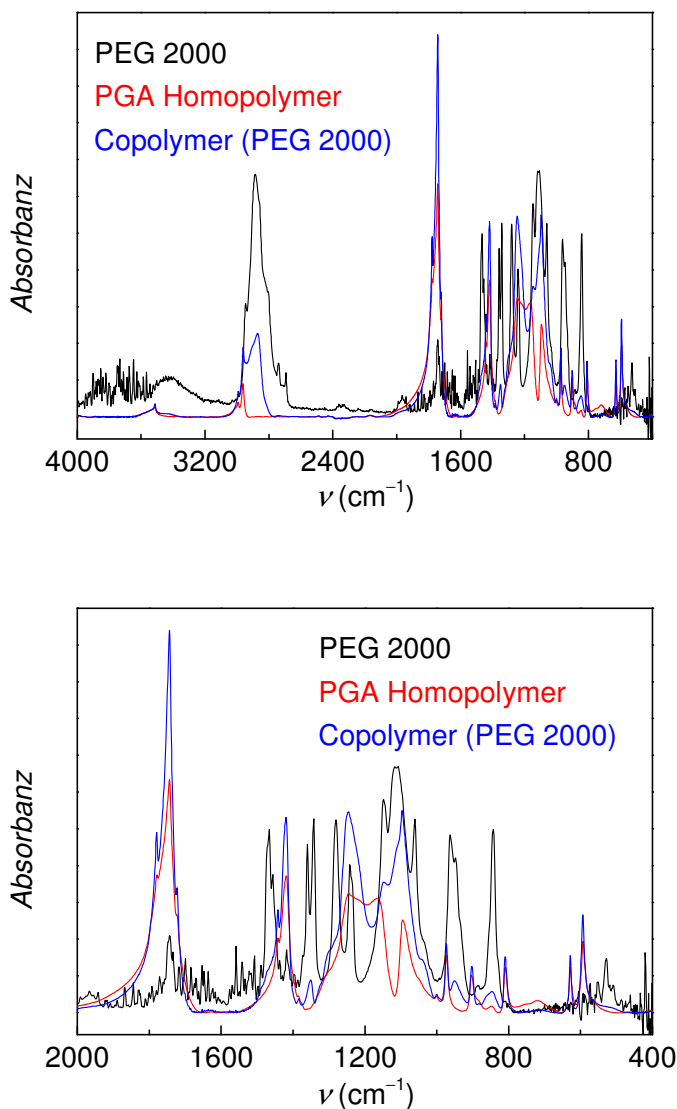 PEG 2000
PGA Homopolymer
Copolymer (PEG 2000)
Absorbanz
4000 3200 2400 1600 800
ν (cm⁻¹)
PEG 2000
PGA Homopolymer
Copolymer (PEG 2000)
Absorbanz
2000 1600 1200 800 400
ν (cm⁻¹)